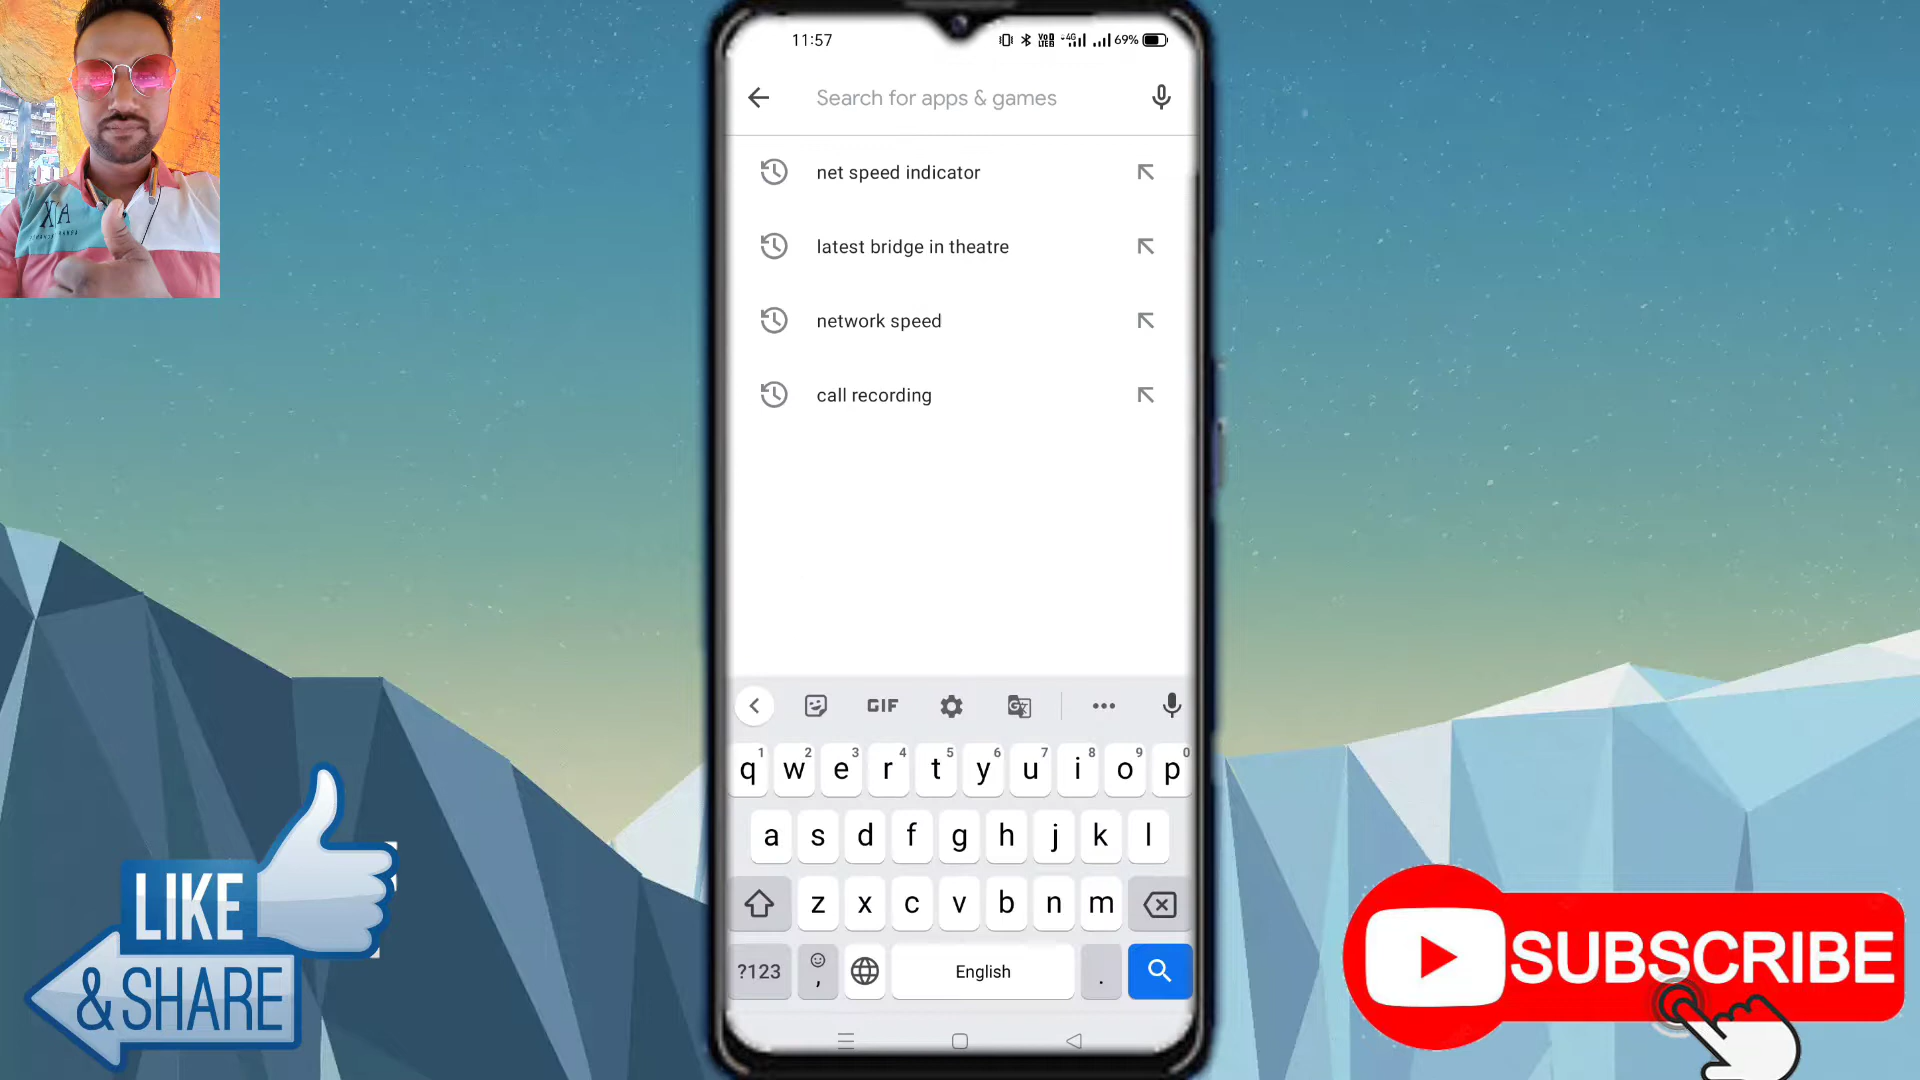 11:57
69%
Search for apps & games
net speed indicator
latest bridge in theatre
network speed
call recording
GIF
1 2 3 4 5 6 7 8 9 0
q w e r t y u i o p
a s d f g h j k l
z x c v b n m
?123 , English .
LIKE
& SHARE
SUBSCRIBE